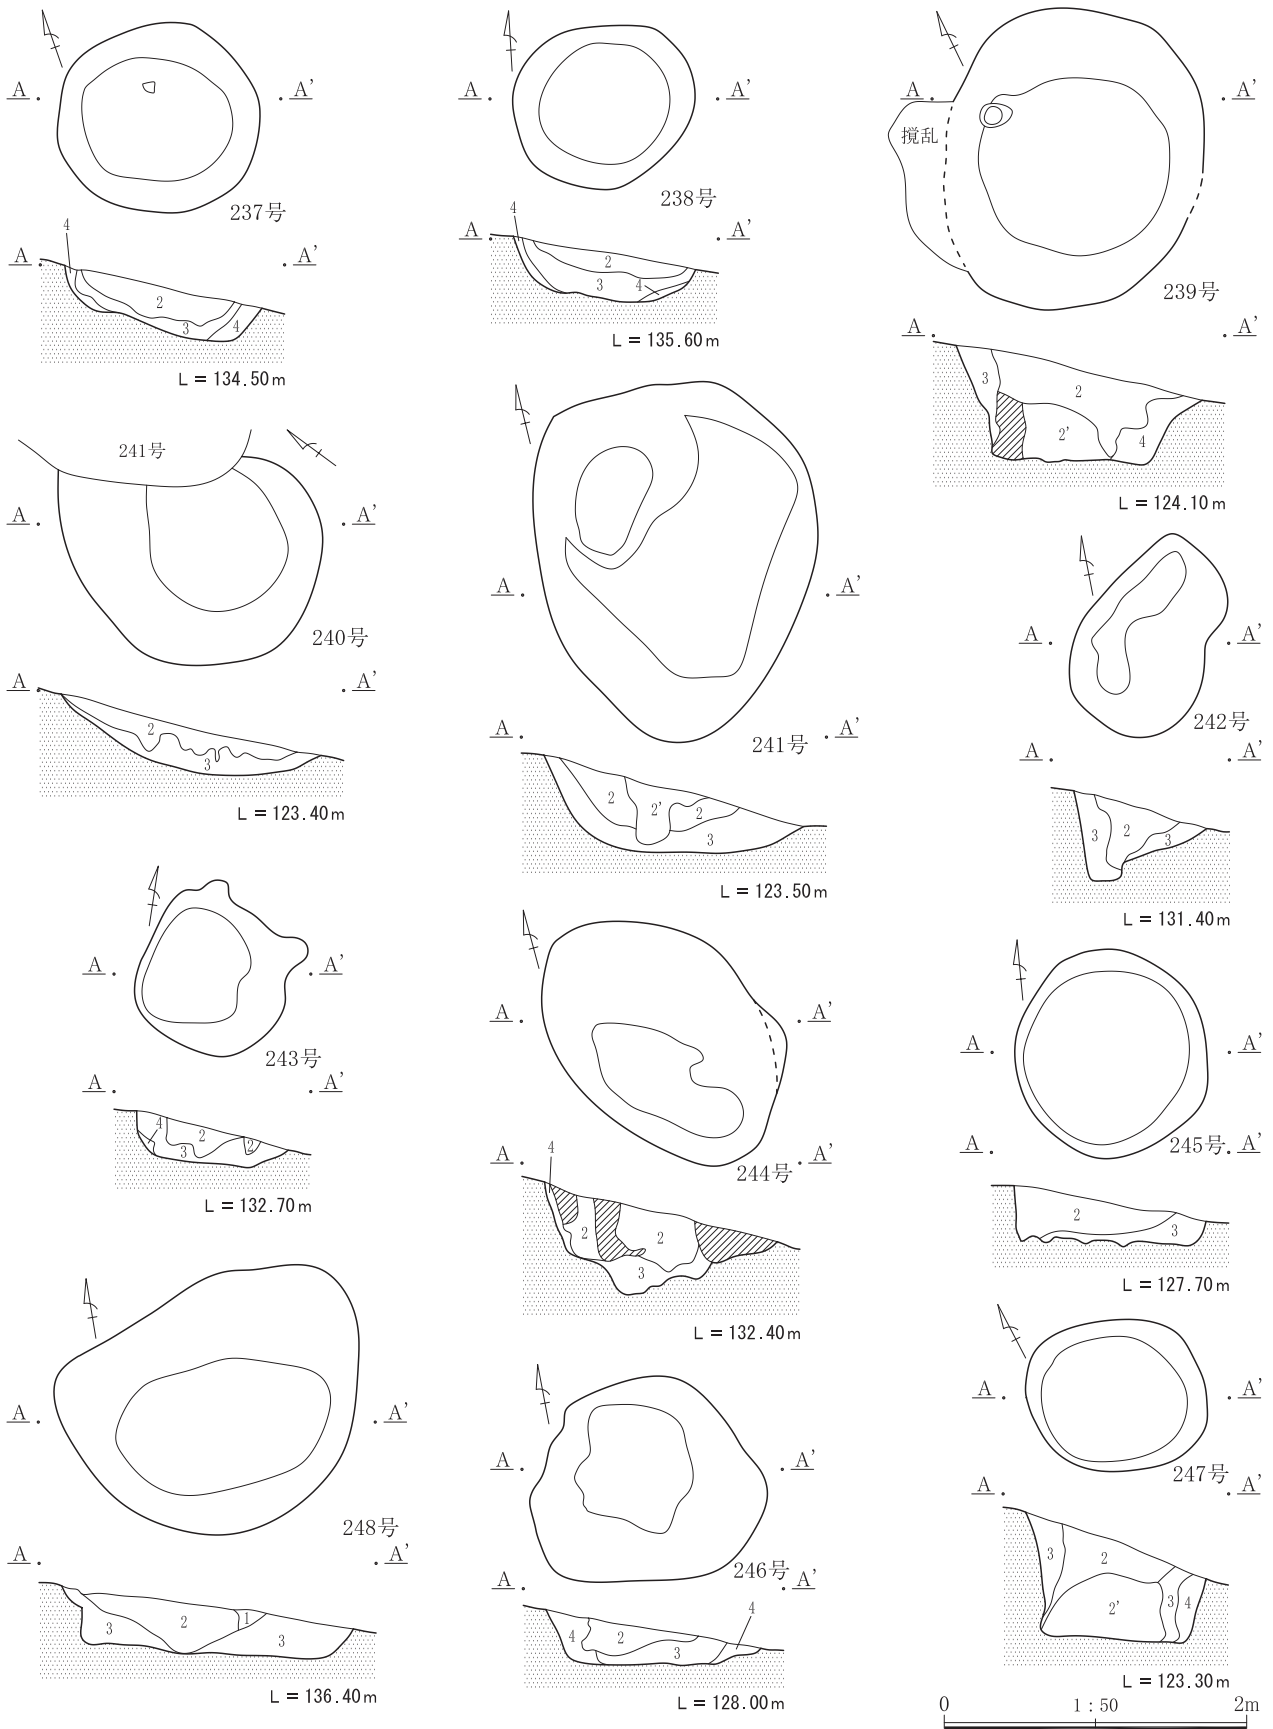 A A'
237号
A A'
4
2
3
4
L = 134.50m
A A'
238号
A A'
4
2
3
4
L = 135.60m
A A'
撹乱
239号
A A'
3
2
2'
4
L = 124.10m
241号
A A'
240号
A A'
2
3
L = 123.40m
A A'
241号
A A'
2
2'
2
3
L = 123.50m
A A'
242号
A A'
3
2
3
L = 131.40m
A A'
243号
A A'
4
3
2
2
L = 132.70m
A A'
244号
A A'
4
2
2
3
L = 132.40m
A A'
245号
A A'
2
3
L = 127.70m
A A'
248号
A A'
3
2
1
3
L = 136.40m
A A'
246号
A A'
4
2
3
4
L = 128.00m
A A'
247号
A A'
3
2
2'
3
4
L = 123.30m
0 1:50 2m